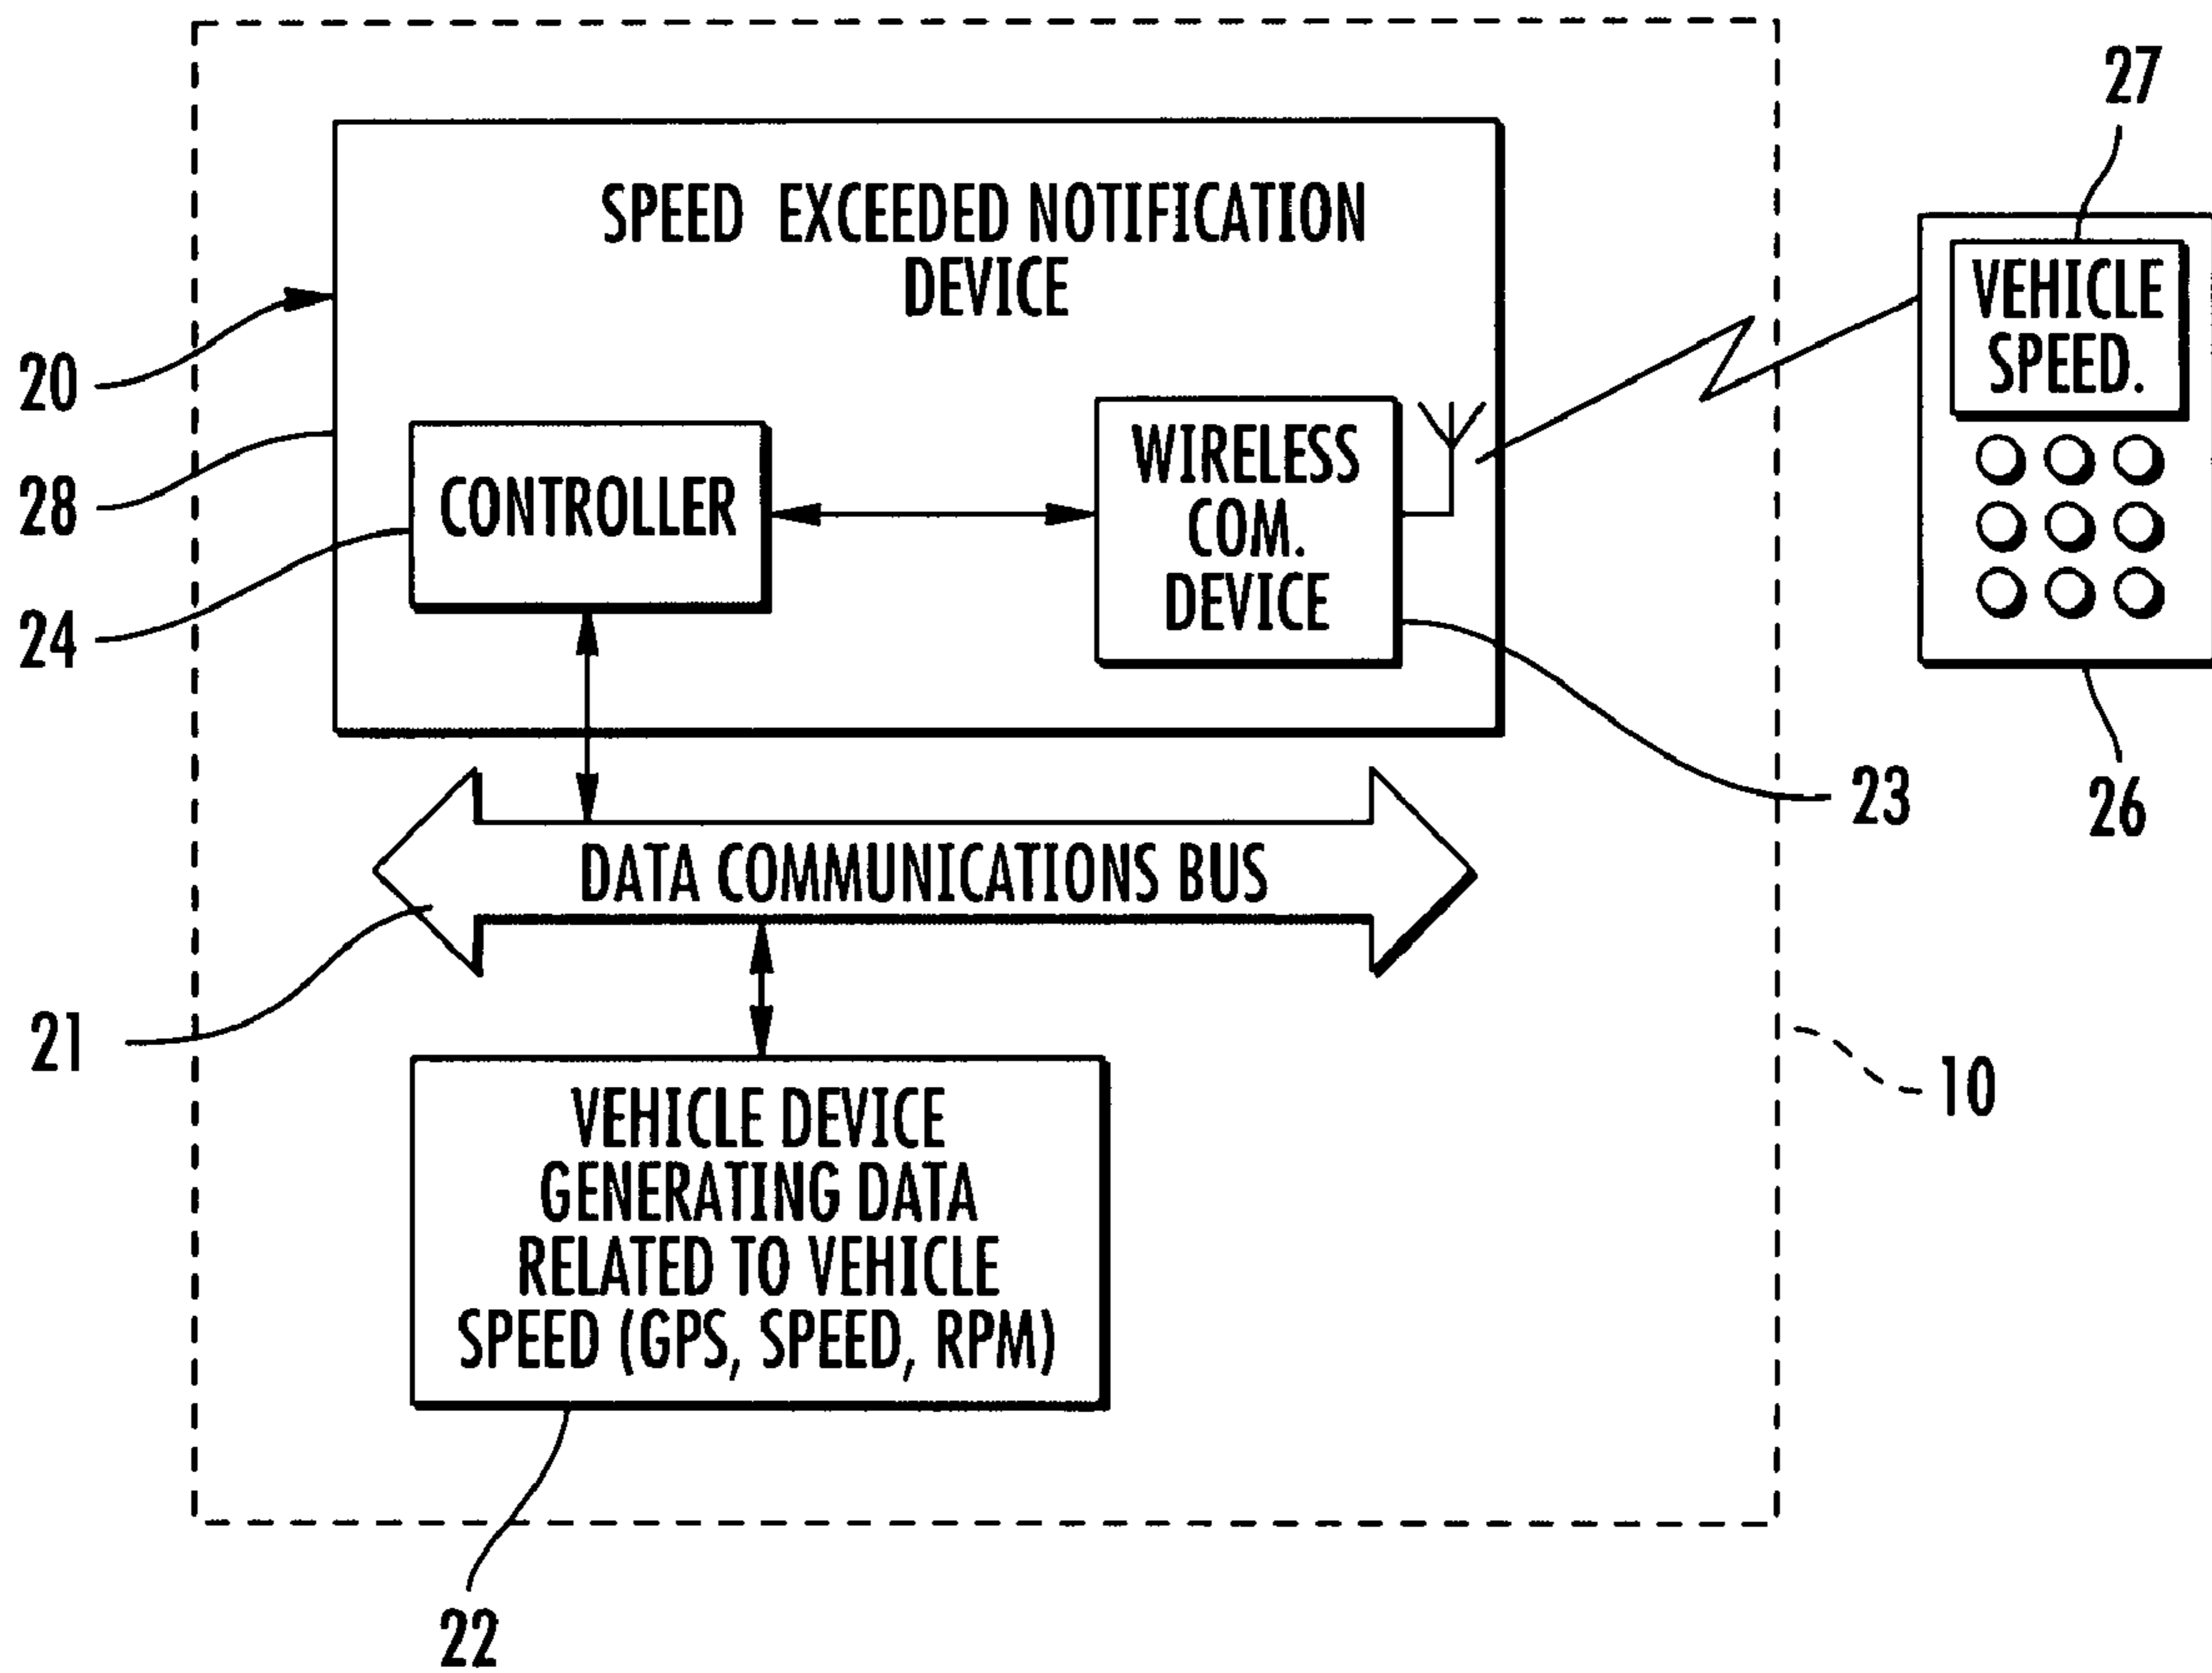 27
SPEED EXCEEDED NOTIFICATION
DEVICE
VEHICLE
SPEED.
20
28
CONTROLLER
WIRELESS
COM.
DEVICE
24
23
26
DATA COMMUNICATIONS BUS
21
10
VEHICLE DEVICE
GENERATING DATA
RELATED TO VEHICLE
SPEED (GPS, SPEED, RPM)
22